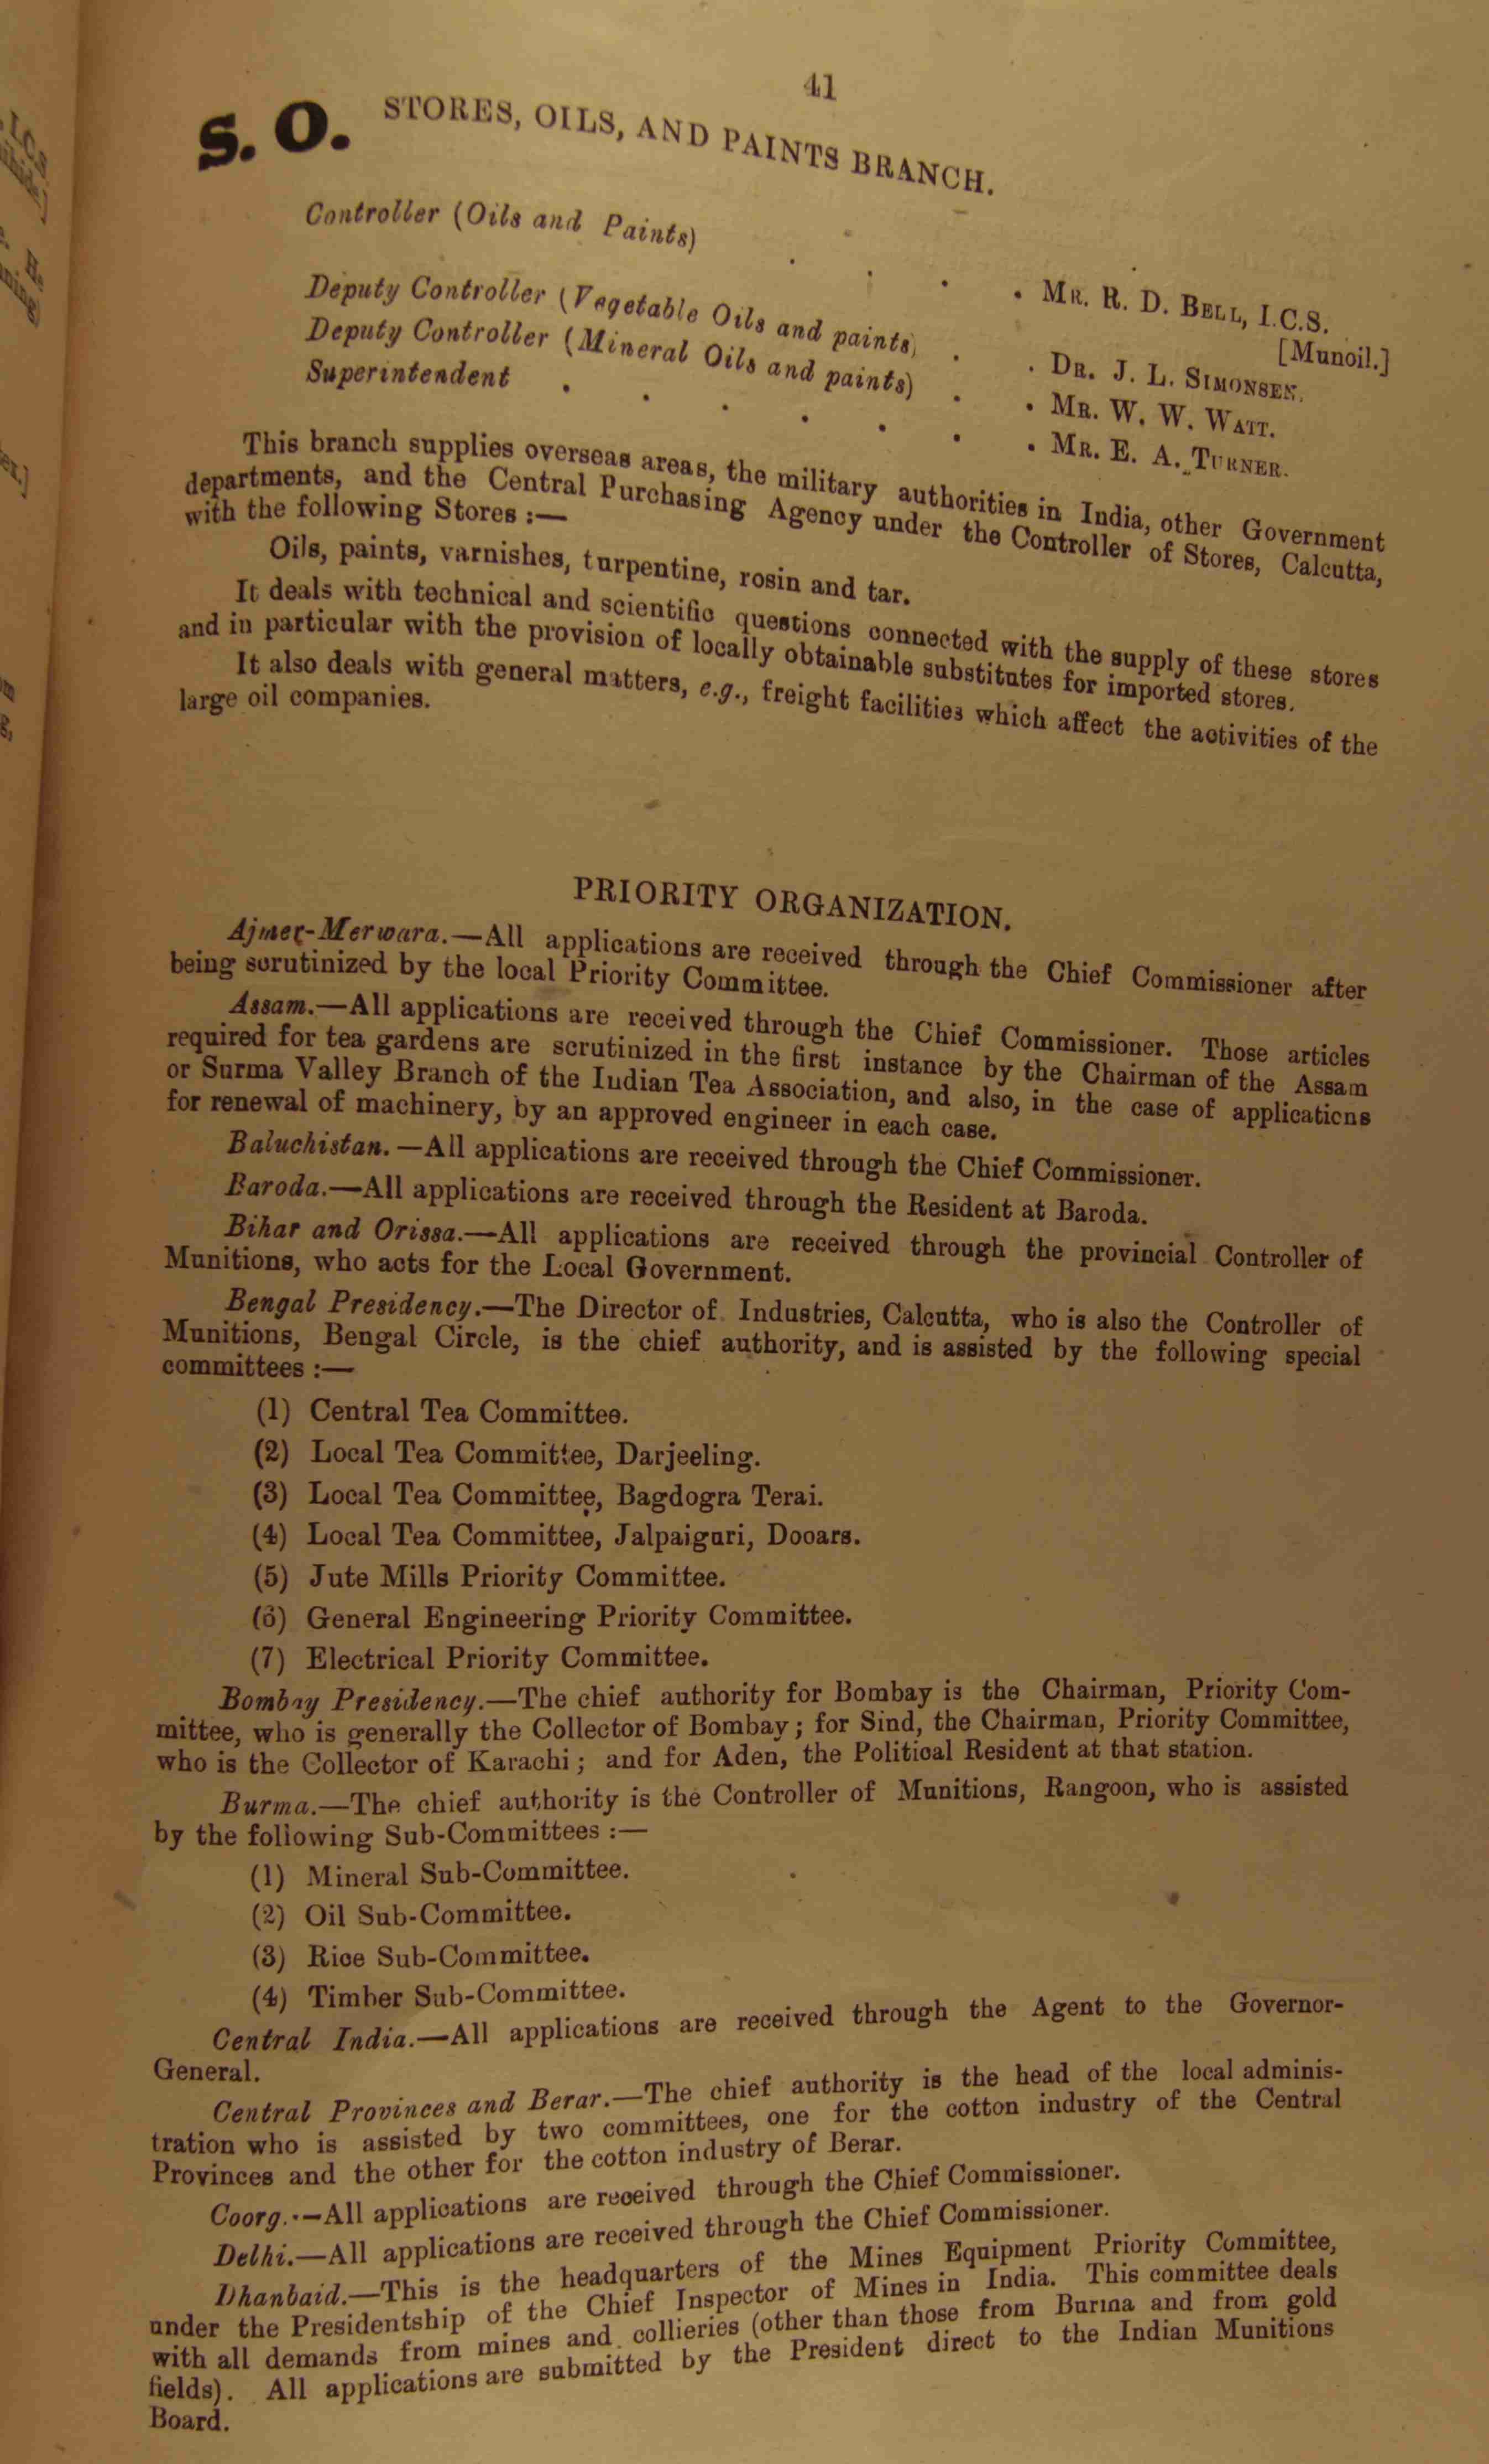 41
S. O. STORES, OILS, AND PAINTS BRANCH.
Controller (Oils and Paints) . . . . MR. R. D. BELL, I.C.S.
[Munoil.]
Deputy Controller (Vegetable Oils and paints) . . DR. J. L. SIMONSEN.
Deputy Controller (Mineral Oils and paints) . . MR. W. W. WATT.
Superintendent . . . . . . . MR. E. A. TURNER.
This branch supplies overseas areas, the military authorities in India, other Government
departments, and the Central Purchasing Agency under the Controller of Stores, Calcutta,
with the following Stores :—
Oils, paints, varnishes, turpentine, rosin and tar.
It deals with technical and scientific questions connected with the supply of these stores
and in particular with the provision of locally obtainable substitutes for imported stores.
It also deals with general matters, e.g., freight facilities which affect the activities of the
large oil companies.
PRIORITY ORGANIZATION.
Ajmer-Merwara.—All applications are received through the Chief Commissioner after
being scrutinized by the local Priority Committee.
Assam.—All applications are received through the Chief Commissioner. Those articles
required for tea gardens are scrutinized in the first instance by the Chairman of the Assam
or Surma Valley Branch of the Indian Tea Association, and also, in the case of applications
for renewal of machinery, by an approved engineer in each case.
Baluchistan.—All applications are received through the Chief Commissioner.
Baroda.—All applications are received through the Resident at Baroda.
Bihar and Orissa.—All applications are received through the provincial Controller of
Munitions, who acts for the Local Government.
Bengal Presidency.—The Director of Industries, Calcutta, who is also the Controller of
Munitions, Bengal Circle, is the chief authority, and is assisted by the following special
committees :—
(1) Central Tea Committee.
(2) Local Tea Committee, Darjeeling.
(3) Local Tea Committee, Bagdogra Terai.
(4) Local Tea Committee, Jalpaiguri, Dooars.
(5) Jute Mills Priority Committee.
(6) General Engineering Priority Committee.
(7) Electrical Priority Committee.
Bombay Presidency.—The chief authority for Bombay is the Chairman, Priority Com-
mittee, who is generally the Collector of Bombay; for Sind, the Chairman, Priority Committee,
who is the Collector of Karachi; and for Aden, the Political Resident at that station.
Burma.—The chief authority is the Controller of Munitions, Rangoon, who is assisted
by the following Sub-Committees :—
(1) Mineral Sub-Committee.
(2) Oil Sub-Committee.
(3) Rice Sub-Committee.
(4) Timber Sub-Committee.
Central India.—All applications are received through the Agent to the Governor-
General.
Central Provinces and Berar.—The chief authority is the head of the local adminis-
tration who is assisted by two committees, one for the cotton industry of the Central
Provinces and the other for the cotton industry of Berar.
Coorg.—All applications are received through the Chief Commissioner.
Delhi.—All applications are received through the Chief Commissioner.
Dhanbaid.—This is the headquarters of the Mines Equipment Priority Committee,
under the Presidentship of the Chief Inspector of Mines in India. This committee deals
with all demands from mines and collieries (other than those from Burma and from gold
fields). All applications are submitted by the President direct to the Indian Munitions
Board.